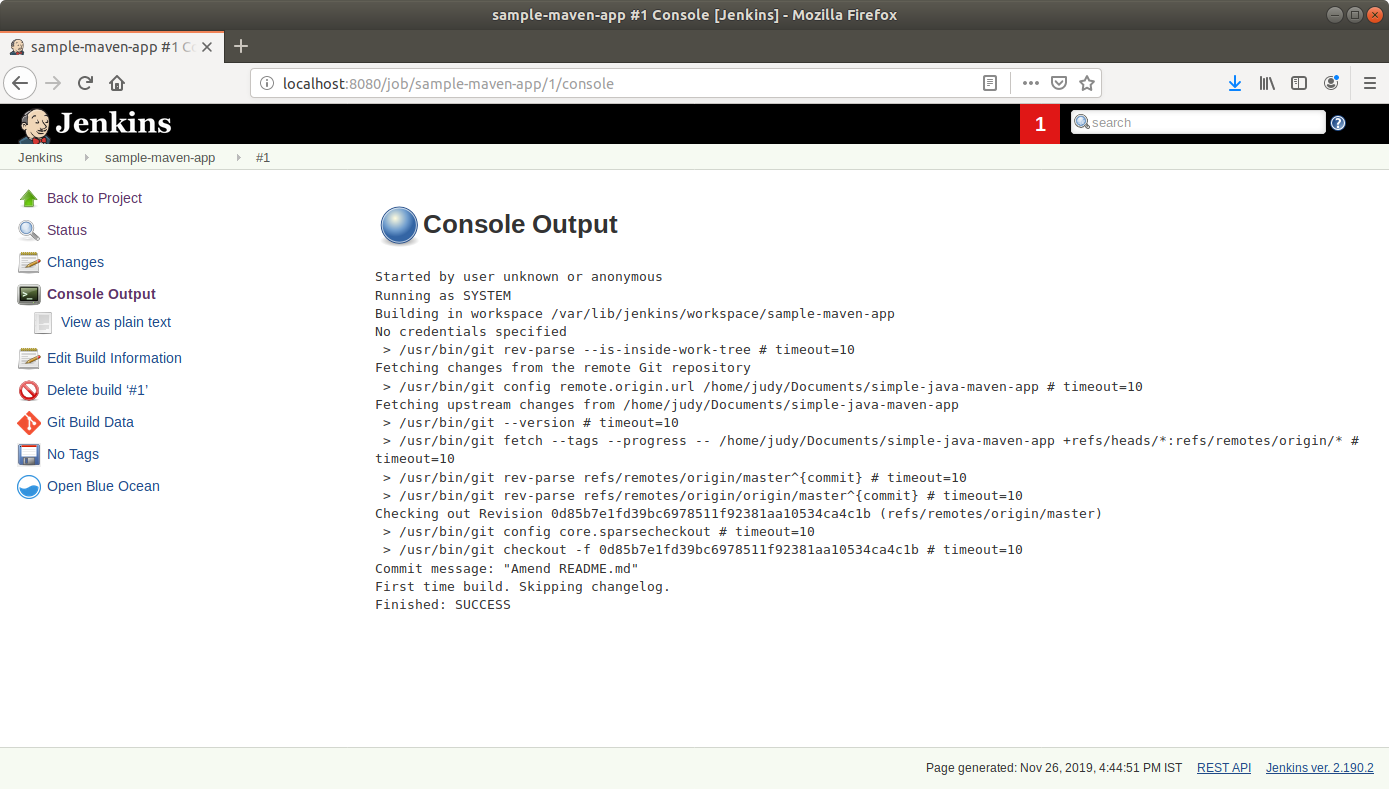 sample-maven-app #1 Console [Jenkins] - Mozilla Firefox
sample-maven-app #1 Co
localhost:8080/job/sample-maven-app/1/console
Jenkins
1
search
Jenkins sample-maven-app #1
Back to Project
Status
Changes
Console Output
View as plain text
Edit Build Information
Delete build ‘#1’
Git Build Data
No Tags
Open Blue Ocean
Console Output
Started by user unknown or anonymous
Running as SYSTEM
Building in workspace /var/lib/jenkins/workspace/sample-maven-app
No credentials specified
> /usr/bin/git rev-parse --is-inside-work-tree # timeout=10
Fetching changes from the remote Git repository
> /usr/bin/git config remote.origin.url /home/judy/Documents/simple-java-maven-app # timeout=10
Fetching upstream changes from /home/judy/Documents/simple-java-maven-app
> /usr/bin/git --version # timeout=10
> /usr/bin/git fetch --tags --progress -- /home/judy/Documents/simple-java-maven-app +refs/heads/*:refs/remotes/origin/* #
timeout=10
> /usr/bin/git rev-parse refs/remotes/origin/master^{commit} # timeout=10
> /usr/bin/git rev-parse refs/remotes/origin/origin/master^{commit} # timeout=10
Checking out Revision 0d85b7e1fd39bc6978511f92381aa10534ca4c1b (refs/remotes/origin/master)
> /usr/bin/git config core.sparsecheckout # timeout=10
> /usr/bin/git checkout -f 0d85b7e1fd39bc6978511f92381aa10534ca4c1b # timeout=10
Commit message: "Amend README.md"
First time build. Skipping changelog.
Finished: SUCCESS
Page generated: Nov 26, 2019, 4:44:51 PM IST REST API Jenkins ver. 2.190.2